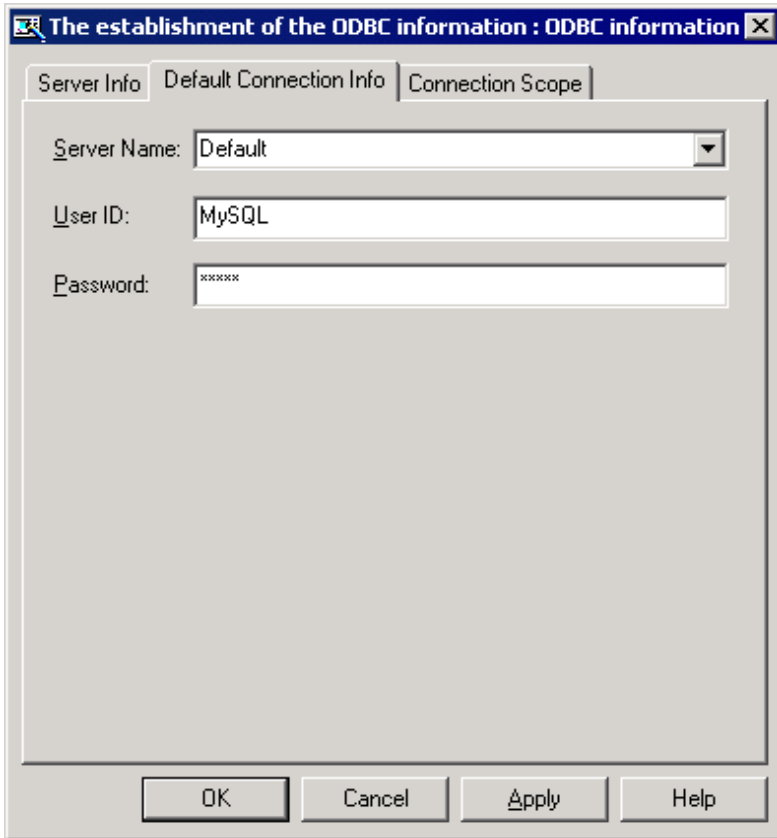 The establishment of the ODBC information : ODBC information
Server Info Default Connection Info Connection Scope
Server Name: Default
User ID: MySQL
Password: *****
OK Cancel Apply Help